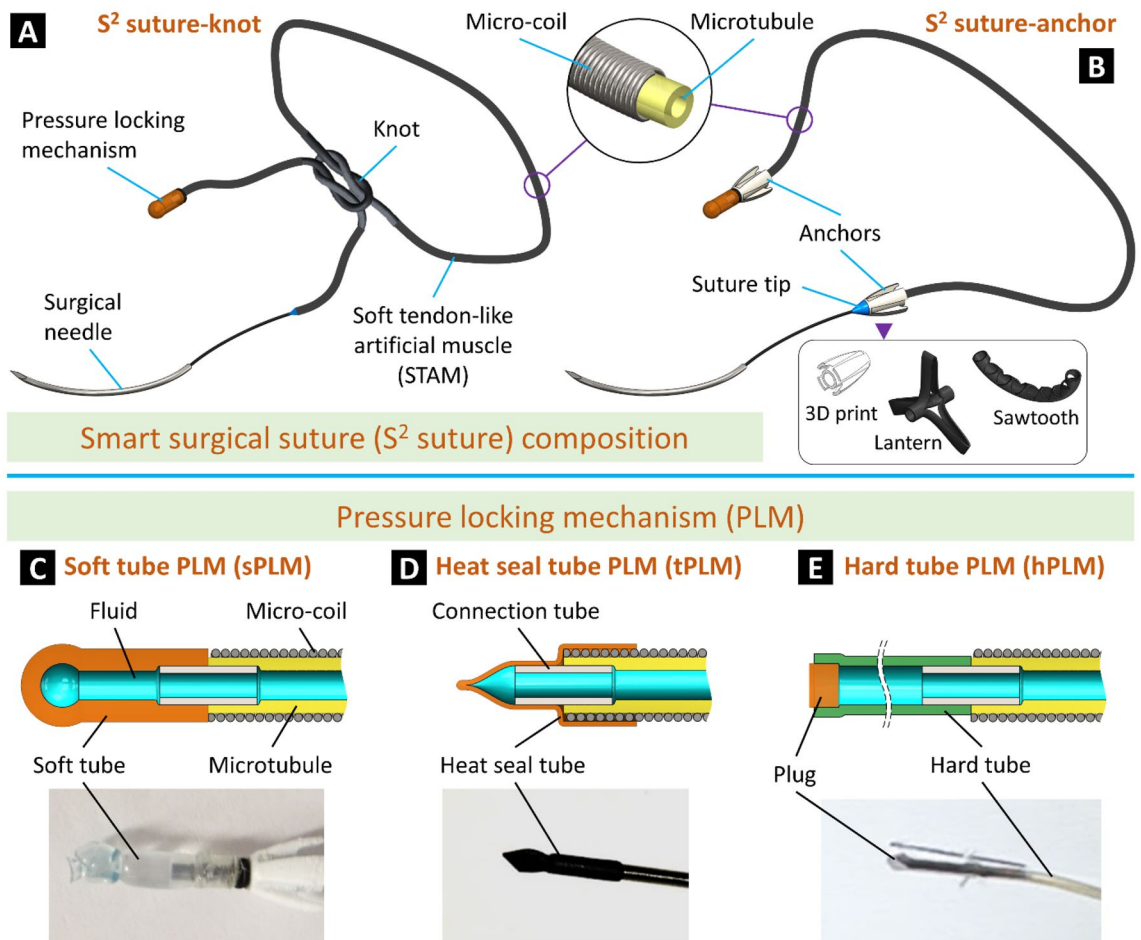 A
S² suture-knot
Micro-coil
Microtubule
S² suture-anchor
B
Pressure locking
mechanism
Knot
Anchors
Suture tip
Surgical
needle
Soft tendon-like
artificial muscle
(STAM)
3D print
Lantern
Sawtooth
Smart surgical suture (S² suture) composition
Pressure locking mechanism (PLM)
C Soft tube PLM (sPLM)
Fluid
Micro-coil
Soft tube
Microtubule
D Heat seal tube PLM (tPLM)
Connection tube
Heat seal tube
E Hard tube PLM (hPLM)
Plug
Hard tube